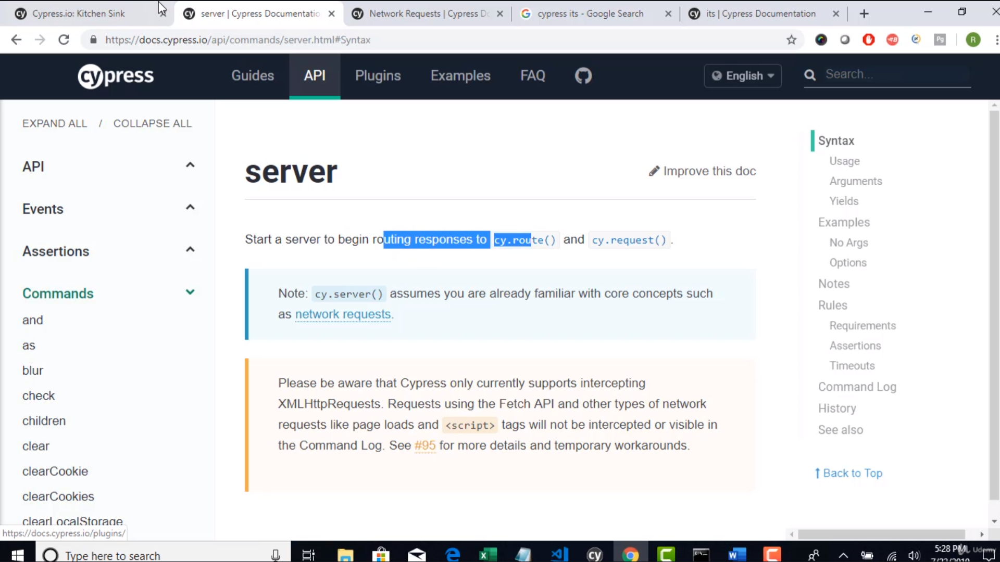 Cypress.io: Kitchen Sink
server | Cypress Documentatio
Network Requests | Cypress D
cypress its - Google Search
its | Cypress Documentation
https://docs.cypress.io/api/commands/server.html#Syntax
Pg
R
cypress
Guides
API
Plugins
Examples
FAQ
English
Search...
EXPAND ALL / COLLAPSE ALL
API
Events
Assertions
Commands
and
as
blur
check
children
clear
clearCookie
clearCookies
clearLocalStorage
https://docs.cypress.io/plugins/
server
Improve this doc
Start a server to begin routing responses to cy.route() and cy.request() .
Note: cy.server() assumes you are already familiar with core concepts such
as network requests.
Please be aware that Cypress only currently supports intercepting
XMLHttpRequests. Requests using the Fetch API and other types of network
requests like page loads and <script> tags will not be intercepted or visible in
the Command Log. See #95 for more details and temporary workarounds.
Syntax
Usage
Arguments
Yields
Examples
No Args
Options
Notes
Rules
Requirements
Assertions
Timeouts
Command Log
History
See also
Back to Top
Type here to search
5:28 PM
Udemy